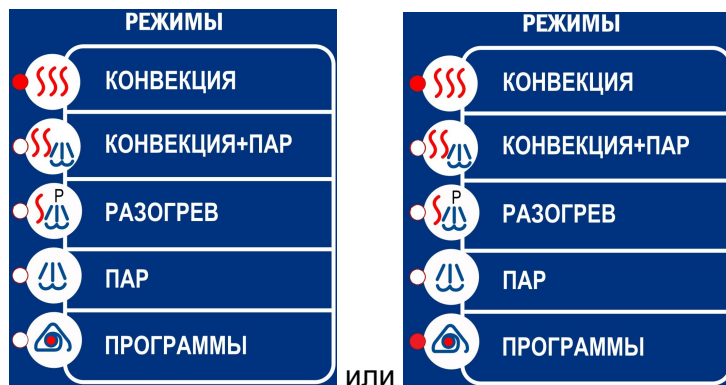 РЕЖИМЫ
КОНВЕКЦИЯ
КОНВЕКЦИЯ+ПАР
P
РАЗОГРЕВ
ПАР
ПРОГРАММЫ
или
РЕЖИМЫ
КОНВЕКЦИЯ
КОНВЕКЦИЯ+ПАР
P
РАЗОГРЕВ
ПАР
ПРОГРАММЫ